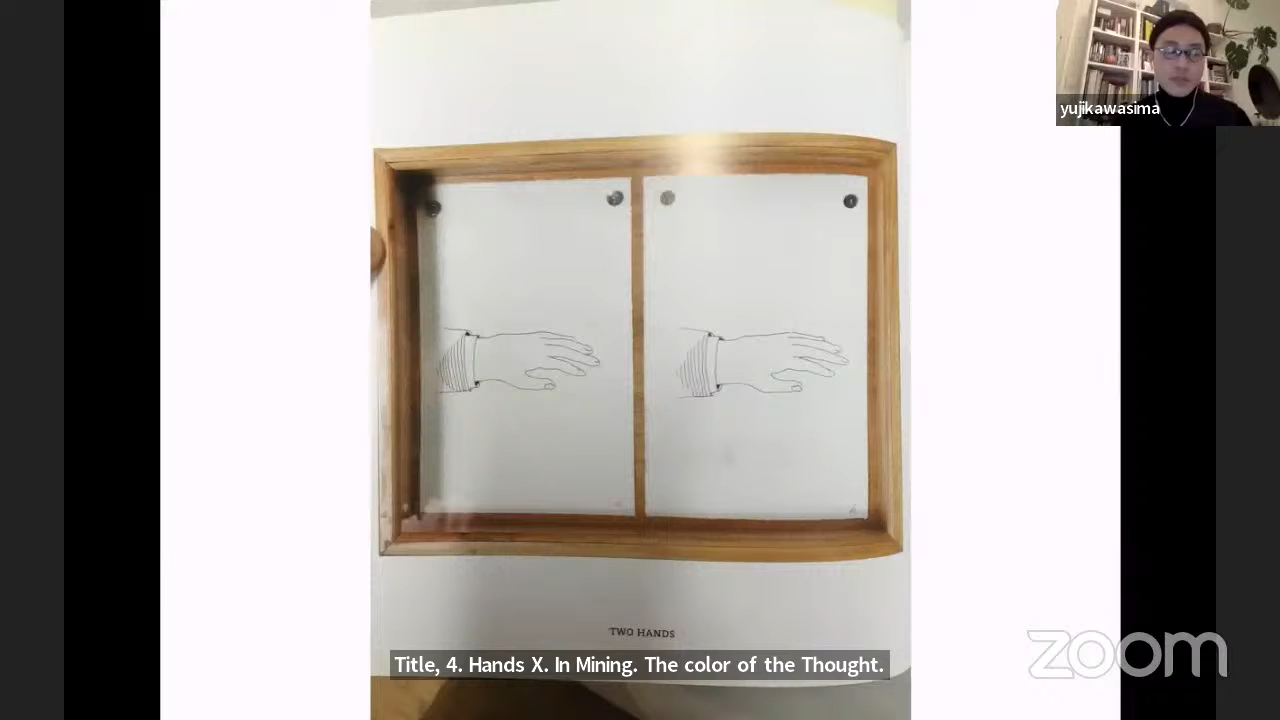 yujikawasima
TWO HANDS
Title, 4. Hands X. In Mining. The color of the Thought.
zoom